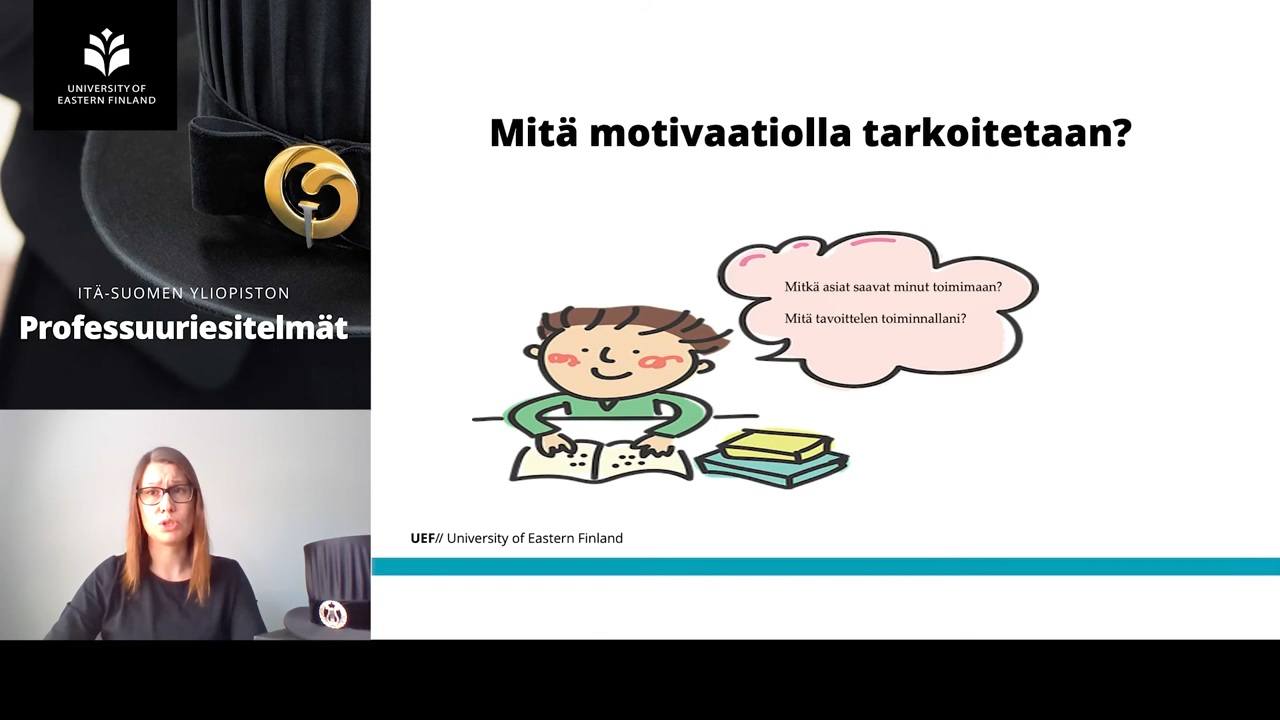 UNIVERSITY OF
EASTERN FINLAND
ITÄ-SUOMEN YLIOPISTON
Professuuriesitelmät
Mitä motivaatiolla tarkoitetaan?
Mitkä asiat saavat minut toimimaan?
Mitä tavoittelen toiminnallani?
UEF// University of Eastern Finland